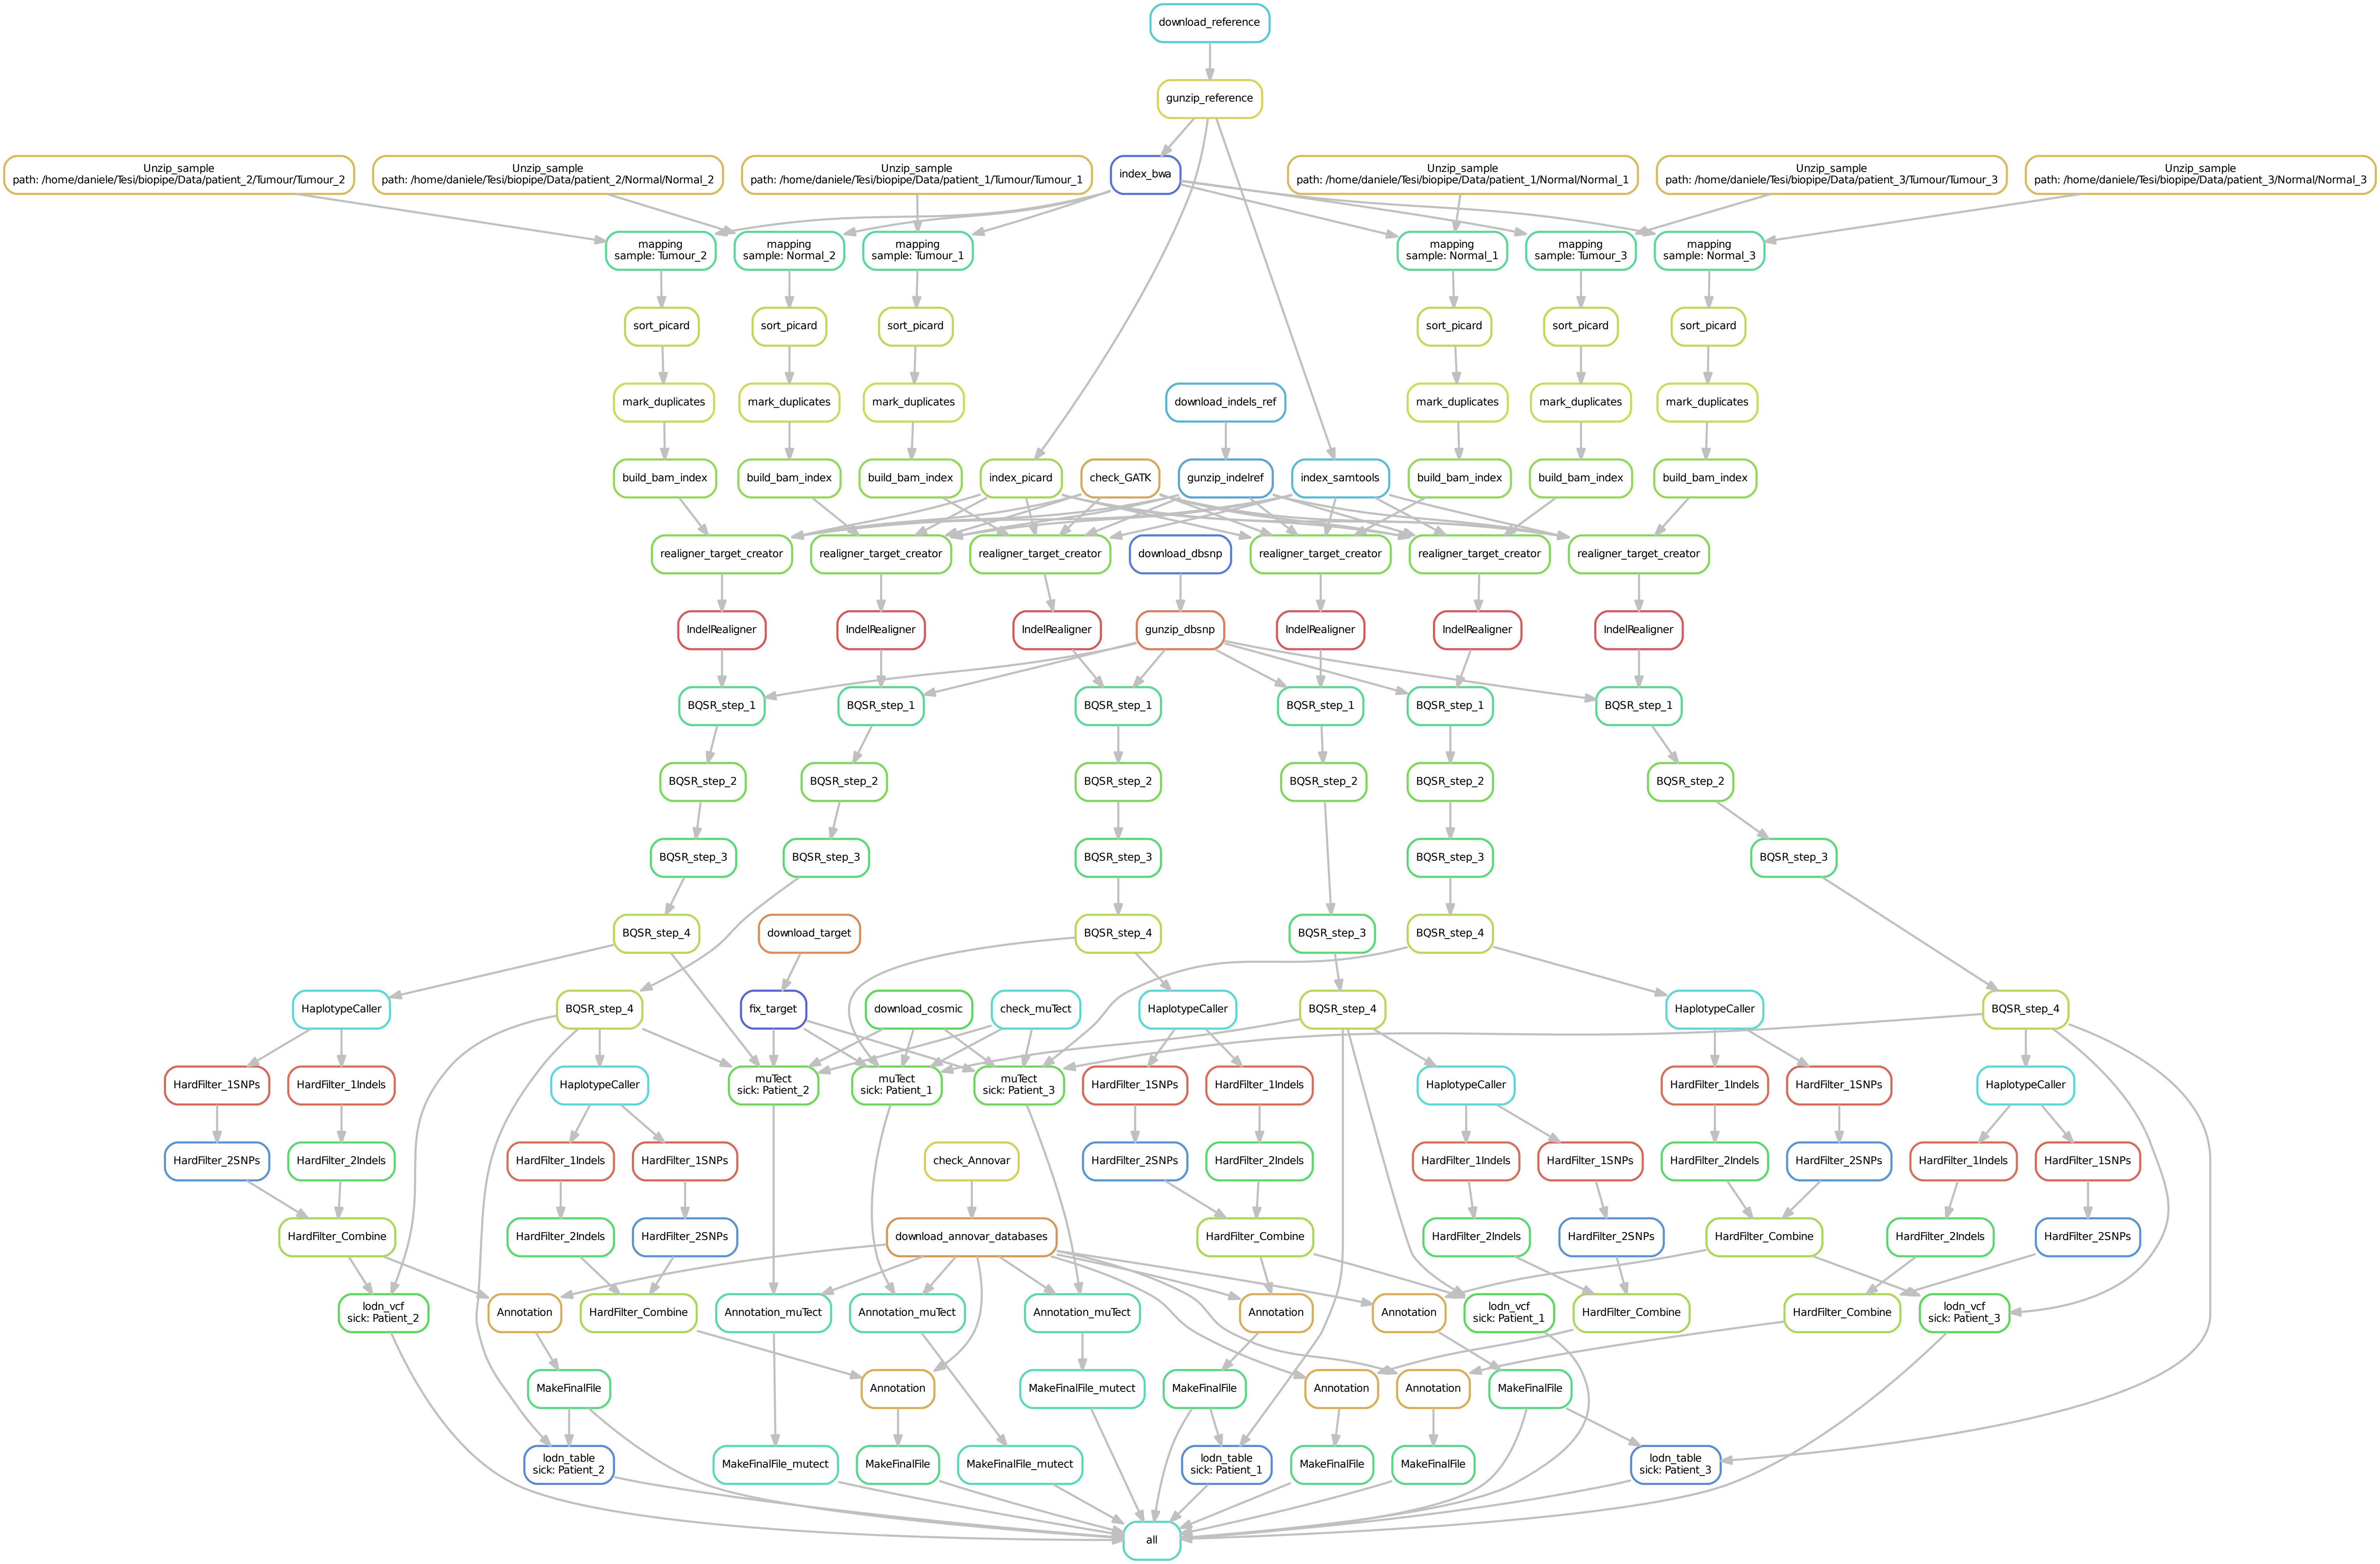 download_reference
gunzip_reference
Unzip_sample
path: /home/daniele/Tesi/biopipe/Data/patient_2/Tumour/Tumour_2
Unzip_sample
path: /home/daniele/Tesi/biopipe/Data/patient_2/Normal/Normal_2
Unzip_sample
path: /home/daniele/Tesi/biopipe/Data/patient_1/Tumour/Tumour_1
index_bwa
Unzip_sample
path: /home/daniele/Tesi/biopipe/Data/patient_1/Normal/Normal_1
Unzip_sample
path: /home/daniele/Tesi/biopipe/Data/patient_3/Tumour/Tumour_3
Unzip_sample
path: /home/daniele/Tesi/biopipe/Data/patient_3/Normal/Normal_3
mapping
sample: Tumour_2
mapping
sample: Normal_2
mapping
sample: Tumour_1
mapping
sample: Normal_1
mapping
sample: Tumour_3
mapping
sample: Normal_3
sort_picard
sort_picard
sort_picard
sort_picard
sort_picard
sort_picard
mark_duplicates
mark_duplicates
mark_duplicates
download_indels_ref
mark_duplicates
mark_duplicates
mark_duplicates
build_bam_index
build_bam_index
build_bam_index
index_picard
check_GATK
gunzip_indelref
index_samtools
build_bam_index
build_bam_index
build_bam_index
realigner_target_creator
realigner_target_creator
realigner_target_creator
download_dbsnp
realigner_target_creator
realigner_target_creator
realigner_target_creator
IndelRealigner
IndelRealigner
IndelRealigner
gunzip_dbsnp
IndelRealigner
IndelRealigner
IndelRealigner
BQSR_step_1
BQSR_step_1
BQSR_step_1
BQSR_step_1
BQSR_step_1
BQSR_step_1
BQSR_step_2
BQSR_step_2
BQSR_step_2
BQSR_step_2
BQSR_step_2
BQSR_step_2
BQSR_step_3
BQSR_step_3
BQSR_step_3
BQSR_step_3
BQSR_step_3
BQSR_step_4
download_target
BQSR_step_4
BQSR_step_3
BQSR_step_4
HaplotypeCaller
BQSR_step_4
fix_target
download_cosmic
check_muTect
HaplotypeCaller
BQSR_step_4
HaplotypeCaller
BQSR_step_4
HardFilter_1SNPs
HardFilter_1Indels
HaplotypeCaller
muTect
sick: Patient_2
muTect
sick: Patient_1
muTect
sick: Patient_3
HardFilter_1SNPs
HardFilter_1Indels
HaplotypeCaller
HardFilter_1Indels
HardFilter_1SNPs
HaplotypeCaller
HardFilter_2SNPs
HardFilter_2Indels
HardFilter_1Indels
HardFilter_1SNPs
check_Annovar
HardFilter_2SNPs
HardFilter_2Indels
HardFilter_1Indels
HardFilter_1SNPs
HardFilter_2Indels
HardFilter_2SNPs
HardFilter_1Indels
HardFilter_1SNPs
HardFilter_Combine
HardFilter_2Indels
HardFilter_2SNPs
download_annovar_databases
HardFilter_Combine
HardFilter_2Indels
HardFilter_2SNPs
HardFilter_Combine
HardFilter_2Indels
HardFilter_2SNPs
lodn_vcf
sick: Patient_2
Annotation
HardFilter_Combine
Annotation_muTect
Annotation_muTect
Annotation_muTect
Annotation
Annotation
lodn_vcf
sick: Patient_1
HardFilter_Combine
HardFilter_Combine
lodn_vcf
sick: Patient_3
MakeFinalFile
Annotation
MakeFinalFile_mutect
MakeFinalFile
Annotation
Annotation
MakeFinalFile
lodn_table
sick: Patient_2
MakeFinalFile_mutect
MakeFinalFile
MakeFinalFile_mutect
lodn_table
sick: Patient_1
MakeFinalFile
MakeFinalFile
lodn_table
sick: Patient_3
all